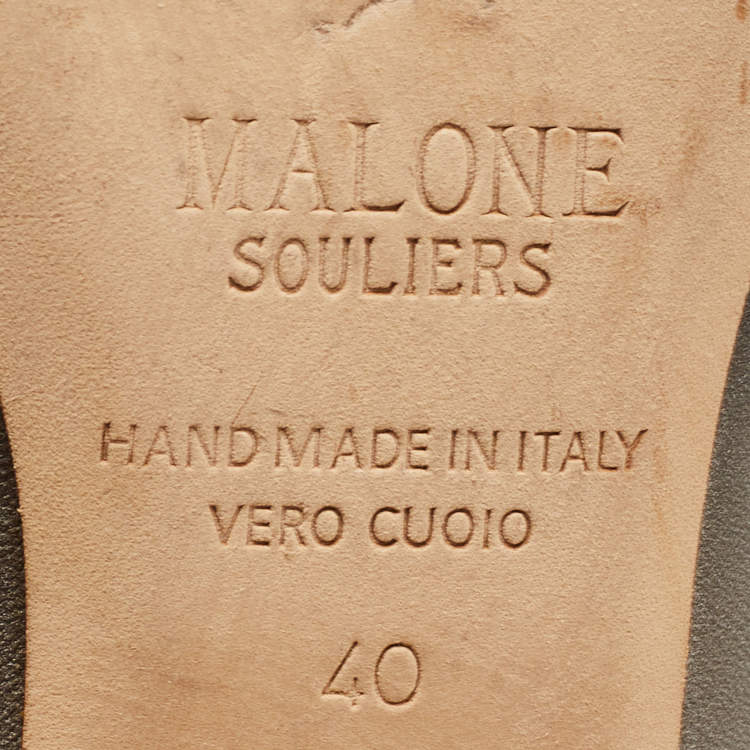 MALONE
SOULIERS
HAND MADE IN ITALY
VERO CUOIO
40